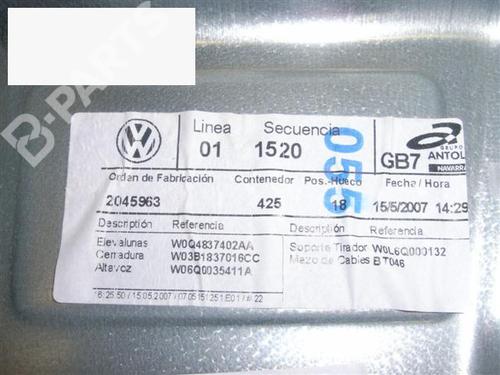 B-PARTS
Linea Secuencia
01 1520
055
GB7
GRUPO
ANTOLIN
NAVARRA
Orden de Fabricación Contenedor Pos.-Hueco Fecha / Hora
2045963 425 18 15/5/2007 14:29
Descripción Referencia Descripción Referencia
Elevalunas W0Q4837402AA Soporte Tirador W0L6Q000132
Cerradura W03B1837016CC Mazo de Cables BT046
Altavoz W06Q0035411A